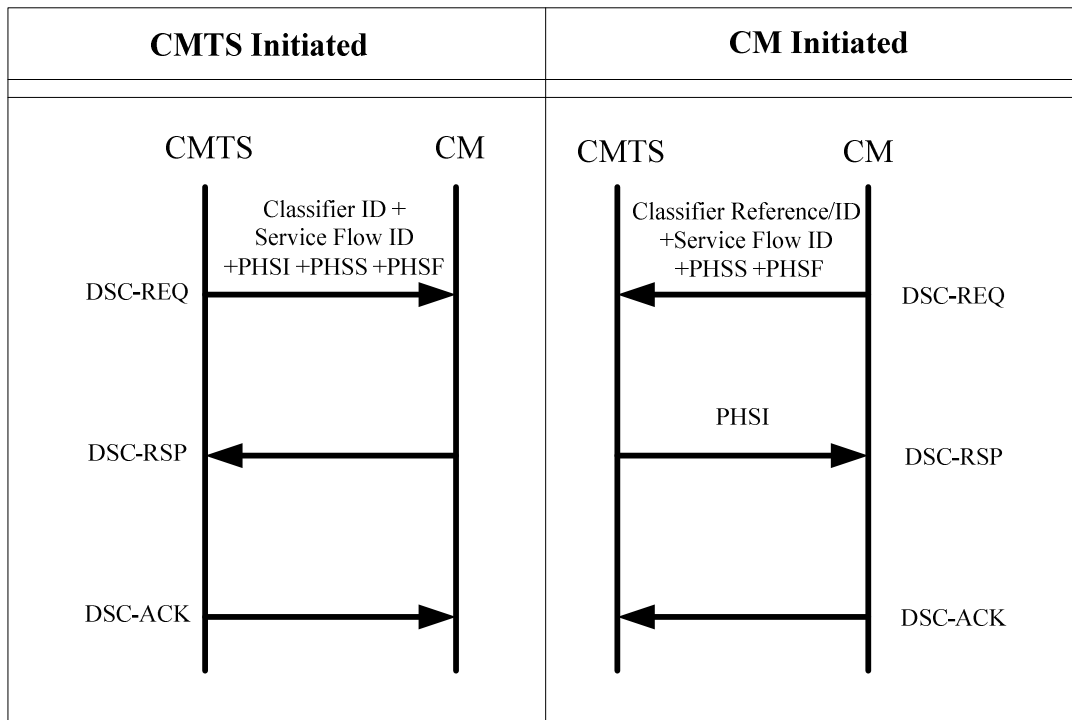 CMTS Initiated
CM Initiated
CMTS
CM
Classifier ID +
Service Flow ID
+PHSI +PHSS +PHSF
DSC-REQ
DSC-RSP
DSC-ACK
CMTS
CM
Classifier Reference/ID
+Service Flow ID
+PHSS +PHSF
DSC-REQ
PHSI
DSC-RSP
DSC-ACK